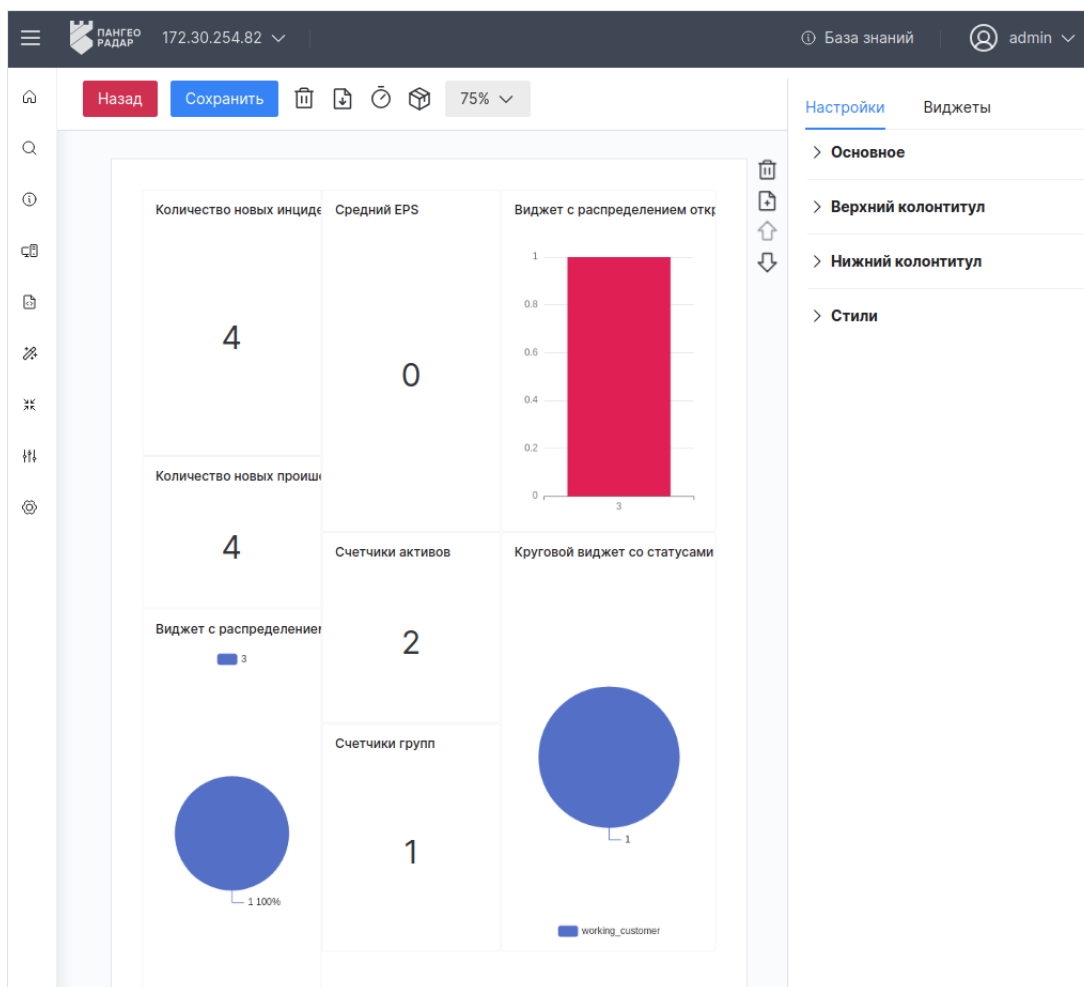 ПАНГЕО
РАДАР
172.30.254.82
База знаний
admin
Назад
Сохранить
75%
Настройки
Виджеты
Основное
Верхний колонтитул
Нижний колонтитул
Стили
Количество новых инциде
4
Средний EPS
0
Виджет с распределением откр
1
0.8
0.6
0.4
0.2
0
3
Количество новых проиш
4
Счетчики активов
2
Круговой виджет со статусами
1
working_customer
Виджет с распределением
3
1 100%
Счетчики групп
1